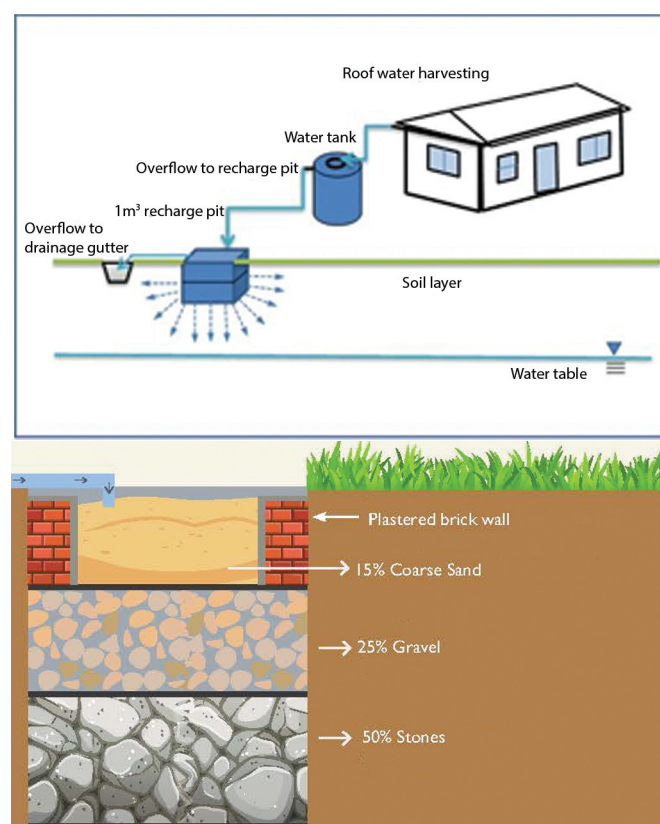 Roof water harvesting
Water tank
Overflow to recharge pit
1m³ recharge pit
Overflow to
drainage gutter
Soil layer
Water table
Plastered brick wall
15% Coarse Sand
25% Gravel
50% Stones